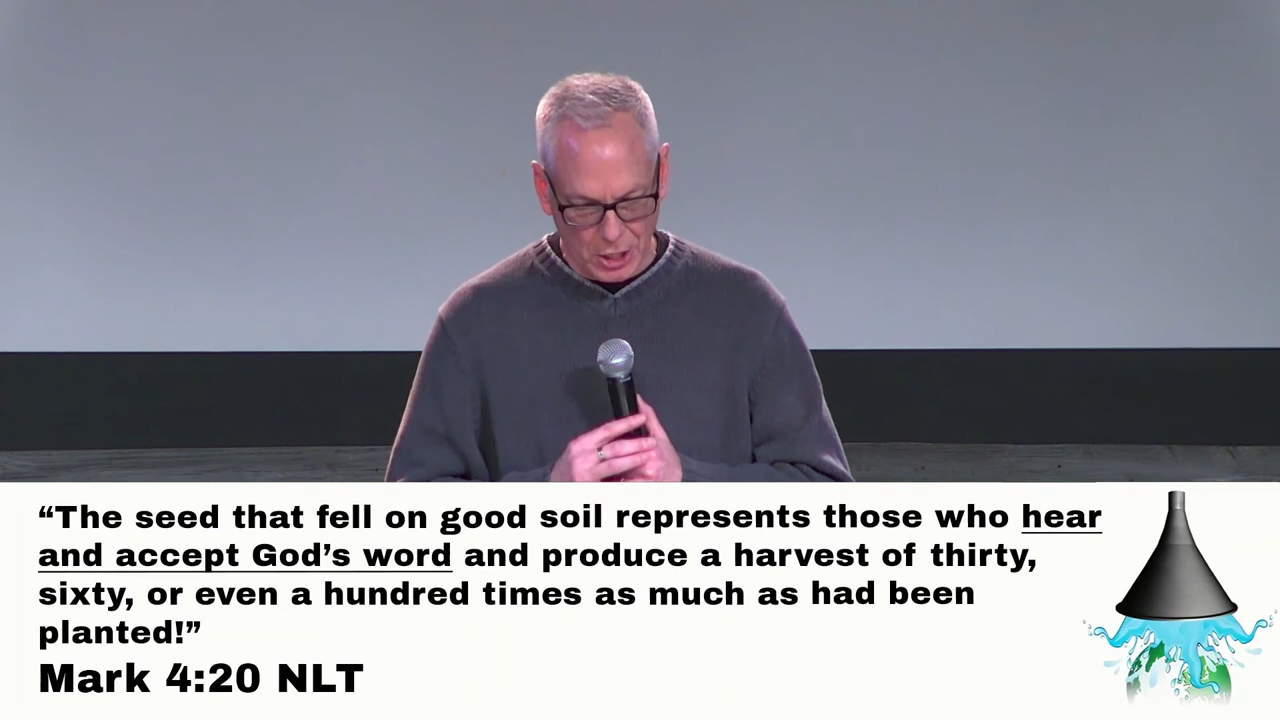 “The seed that fell on good soil represents those who hear
and accept God’s word and produce a harvest of thirty,
sixty, or even a hundred times as much as had been
planted!”
Mark 4:20 NLT